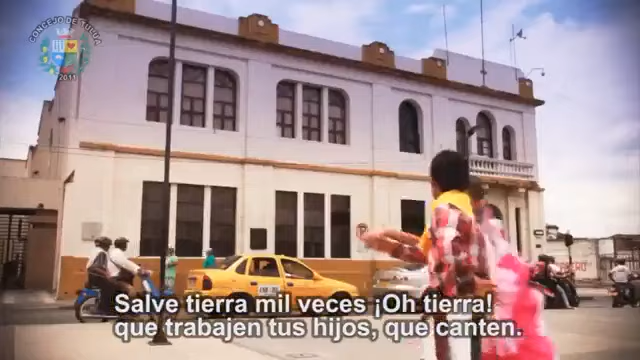 CONCEJO DE TULUÁ
2011
Salve tierra mil veces ¡Oh tierra!
que trabajen tus hijos, que canten.